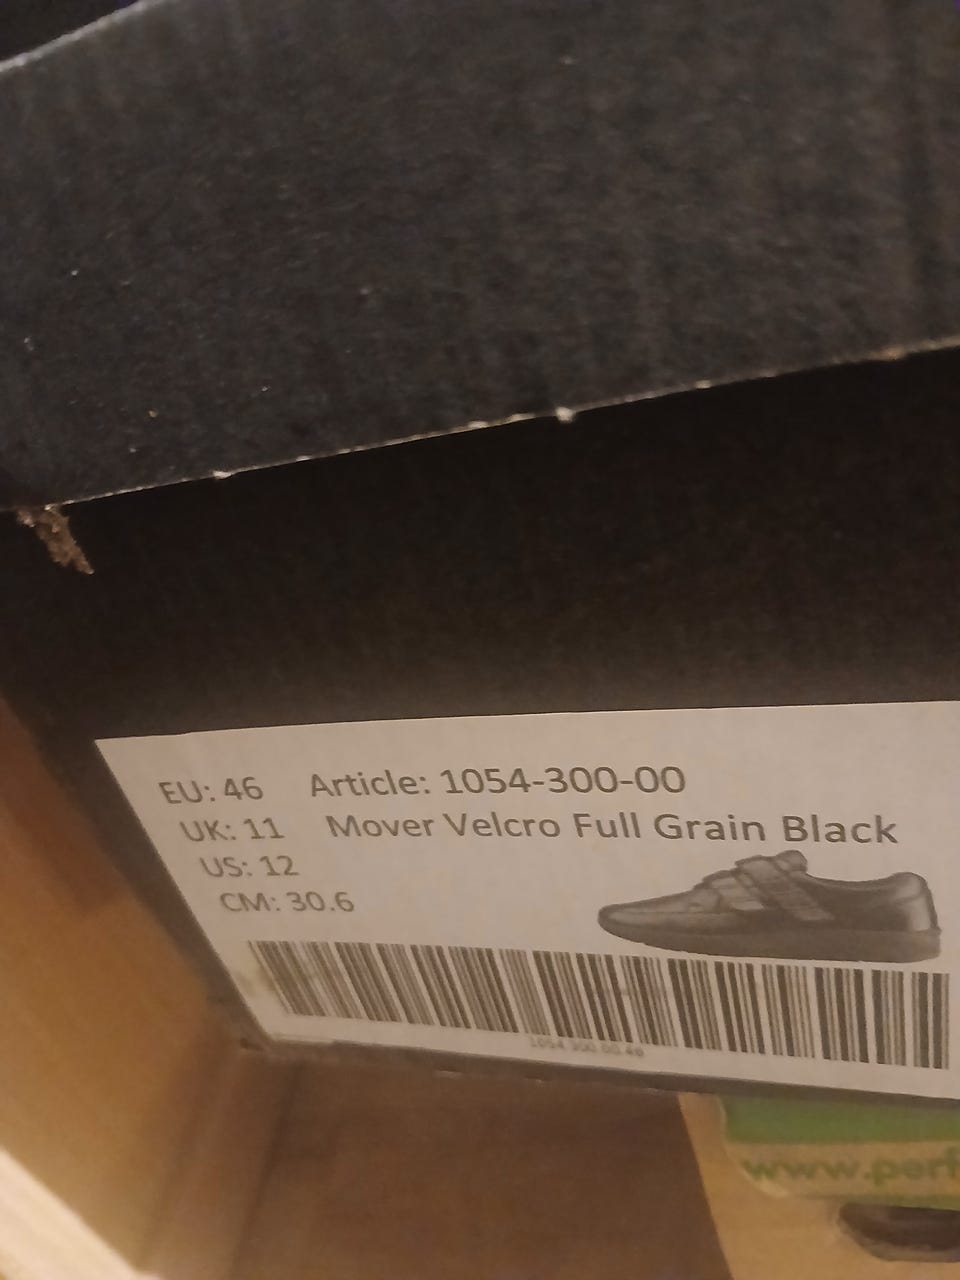 EU: 46 Article: 1054-300-00
UK: 11 Mover Velcro Full Grain Black
US: 12
CM: 30.6
1054 300 00 46
www.perf